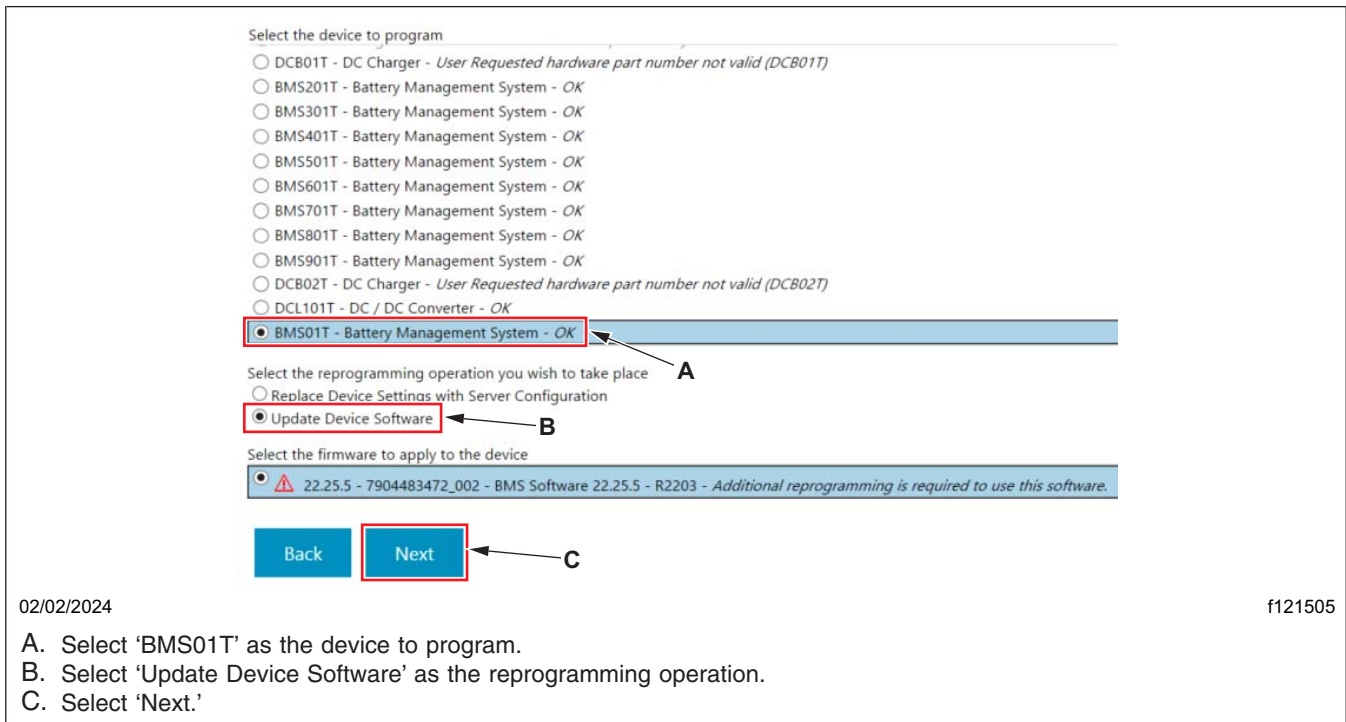 Select the device to program
DCB01T - DC Charger - User Requested hardware part number not valid (DCB01T)
BMS201T - Battery Management System - OK
BMS301T - Battery Management System - OK
BMS401T - Battery Management System - OK
BMS501T - Battery Management System - OK
BMS601T - Battery Management System - OK
BMS701T - Battery Management System - OK
BMS801T - Battery Management System - OK
BMS901T - Battery Management System - OK
DCB02T - DC Charger - User Requested hardware part number not valid (DCB02T)
DCL101T - DC / DC Converter - OK
BMS01T - Battery Management System - OK
A
Select the reprogramming operation you wish to take place
Replace Device Settings with Server Configuration
Update Device Software
B
Select the firmware to apply to the device
22.25.5 - 7904483472_002 - BMS Software 22.25.5 - R2203 - Additional reprogramming is required to use this software.
Back Next
C
02/02/2024 f121505
A. Select ‘BMS01T’ as the device to program.
B. Select ‘Update Device Software’ as the reprogramming operation.
C. Select ‘Next.’